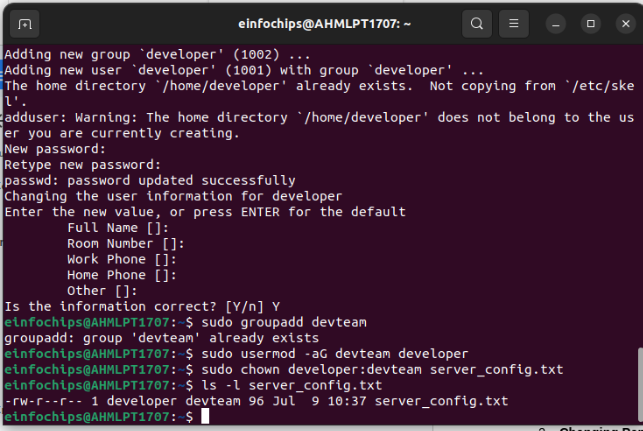 einfochips@AHMLPT1707: ~
Adding new group `developer' (1002) ...
Adding new user `developer' (1001) with group `developer' ...
The home directory `/home/developer' already exists.  Not copying from `/etc/ske
l'.
adduser: Warning: The home directory `/home/developer' does not belong to the us
er you are currently creating.
New password:
Retype new password:
passwd: password updated successfully
Changing the user information for developer
Enter the new value, or press ENTER for the default
        Full Name []:
        Room Number []:
        Work Phone []:
        Home Phone []:
        Other []:
Is the information correct? [Y/n] Y
einfochips@AHMLPT1707:~$ sudo groupadd devteam
groupadd: group 'devteam' already exists
einfochips@AHMLPT1707:~$ sudo usermod -aG devteam developer
einfochips@AHMLPT1707:~$ sudo chown developer:devteam server_config.txt
einfochips@AHMLPT1707:~$ ls -l server_config.txt
-rw-r--r-- 1 developer devteam 96 Jul  9 10:37 server_config.txt
einfochips@AHMLPT1707:~$